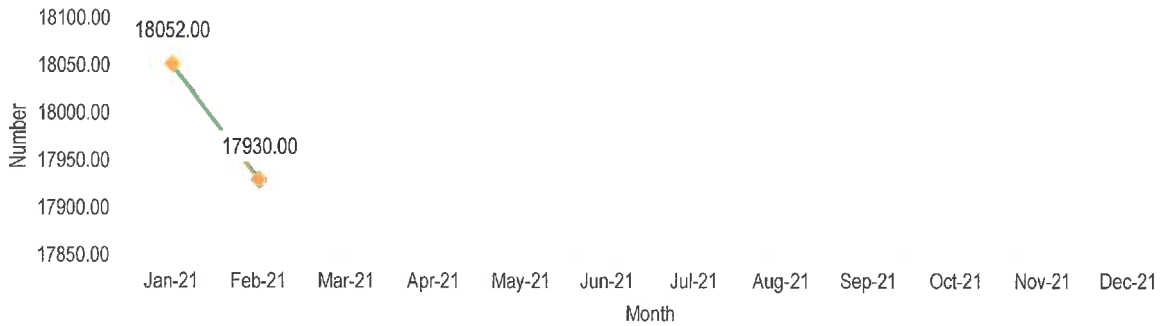 18100.00
18052.00
18050.00
18000.00
17950.00
17930.00
17900.00
17850.00
Number
Jan-21 Feb-21 Mar-21 Apr-21 May-21 Jun-21 Jul-21 Aug-21 Sep-21 Oct-21 Nov-21 Dec-21
Month